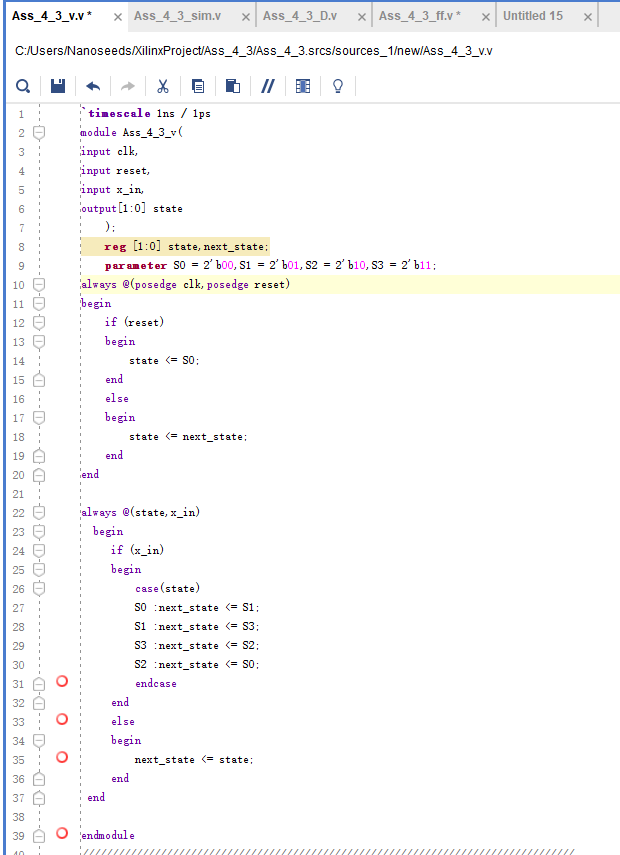 Ass_4_3_v.v * × Ass_4_3_sim.v × Ass_4_3_D.v × Ass_4_3_ff.v * × Untitled 15 ×
C:/Users/Nanoseeds/XilinxProject/Ass_4_3/Ass_4_3.srcs/sources_1/new/Ass_4_3_v.v
1 `timescale 1ns / 1ps
2 module Ass_4_3_v(
3 input clk,
4 input reset,
5 input x_in,
6 output[1:0] state
7 );
8 reg [1:0] state,next_state;
9 parameter S0 = 2'b00,S1 = 2'b01,S2 = 2'b10,S3 = 2'b11;
10 always @(posedge clk,posedge reset)
11 begin
12 if (reset)
13 begin
14 state <= S0;
15 end
16 else
17 begin
18 state <= next_state;
19 end
20 end
21
22 always @(state,x_in)
23 begin
24 if (x_in)
25 begin
26 case(state)
27 S0 :next_state <= S1;
28 S1 :next_state <= S3;
29 S3 :next_state <= S2;
30 S2 :next_state <= S0;
31 endcase
32 end
33 else
34 begin
35 next_state <= state;
36 end
37 end
38
39 endmodule